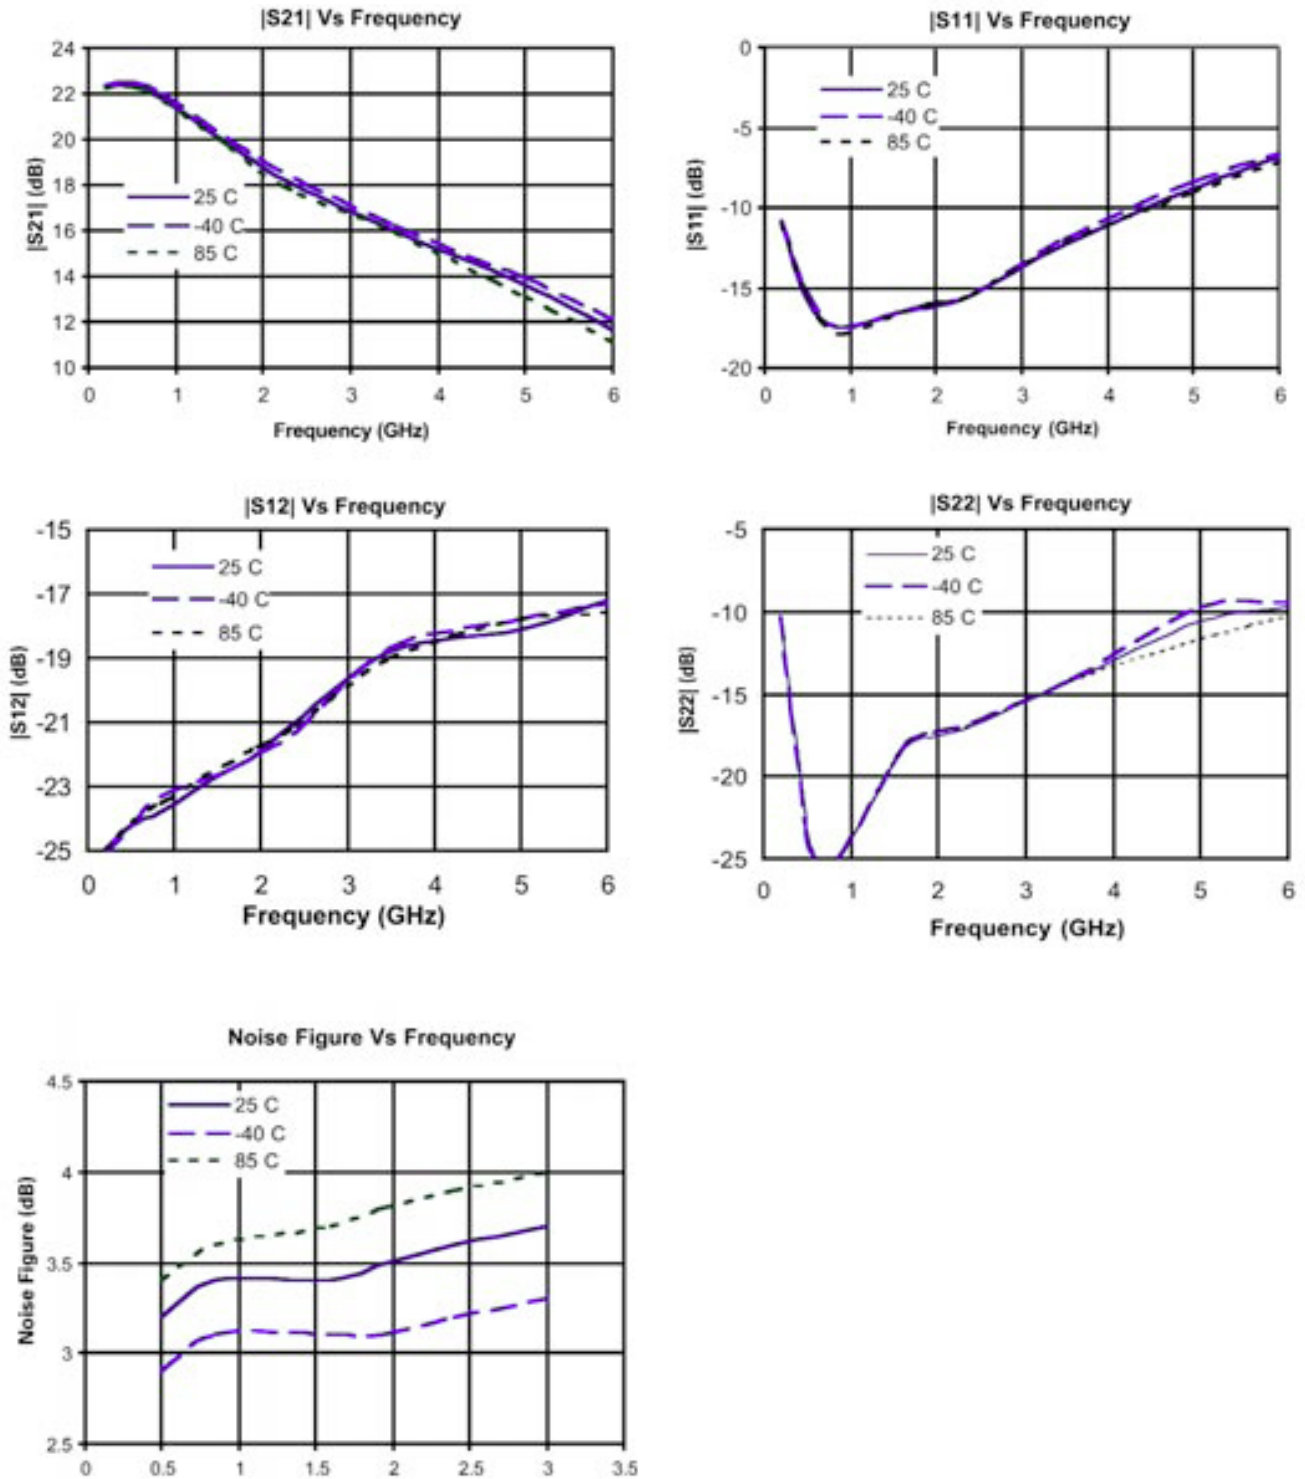 |S21| Vs Frequency
24
22
20
18
16
14
12
10
|S21| (dB)
25 C
-40 C
85 C
0 1 2 3 4 5 6
Frequency (GHz)
|S11| Vs Frequency
0
-5
-10
-15
-20
|S11| (dB)
25 C
-40 C
85 C
0 1 2 3 4 5 6
Frequency (GHz)
|S12| Vs Frequency
-15
-17
-19
-21
-23
-25
|S12| (dB)
25 C
-40 C
85 C
0 1 2 3 4 5 6
Frequency (GHz)
|S22| Vs Frequency
-5
-10
-15
-20
-25
|S22| (dB)
25 C
-40 C
85 C
0 1 2 3 4 5 6
Frequency (GHz)
Noise Figure Vs Frequency
4.5
4
3.5
3
2.5
Noise Figure (dB)
25 C
-40 C
85 C
0 0.5 1 1.5 2 2.5 3 3.5